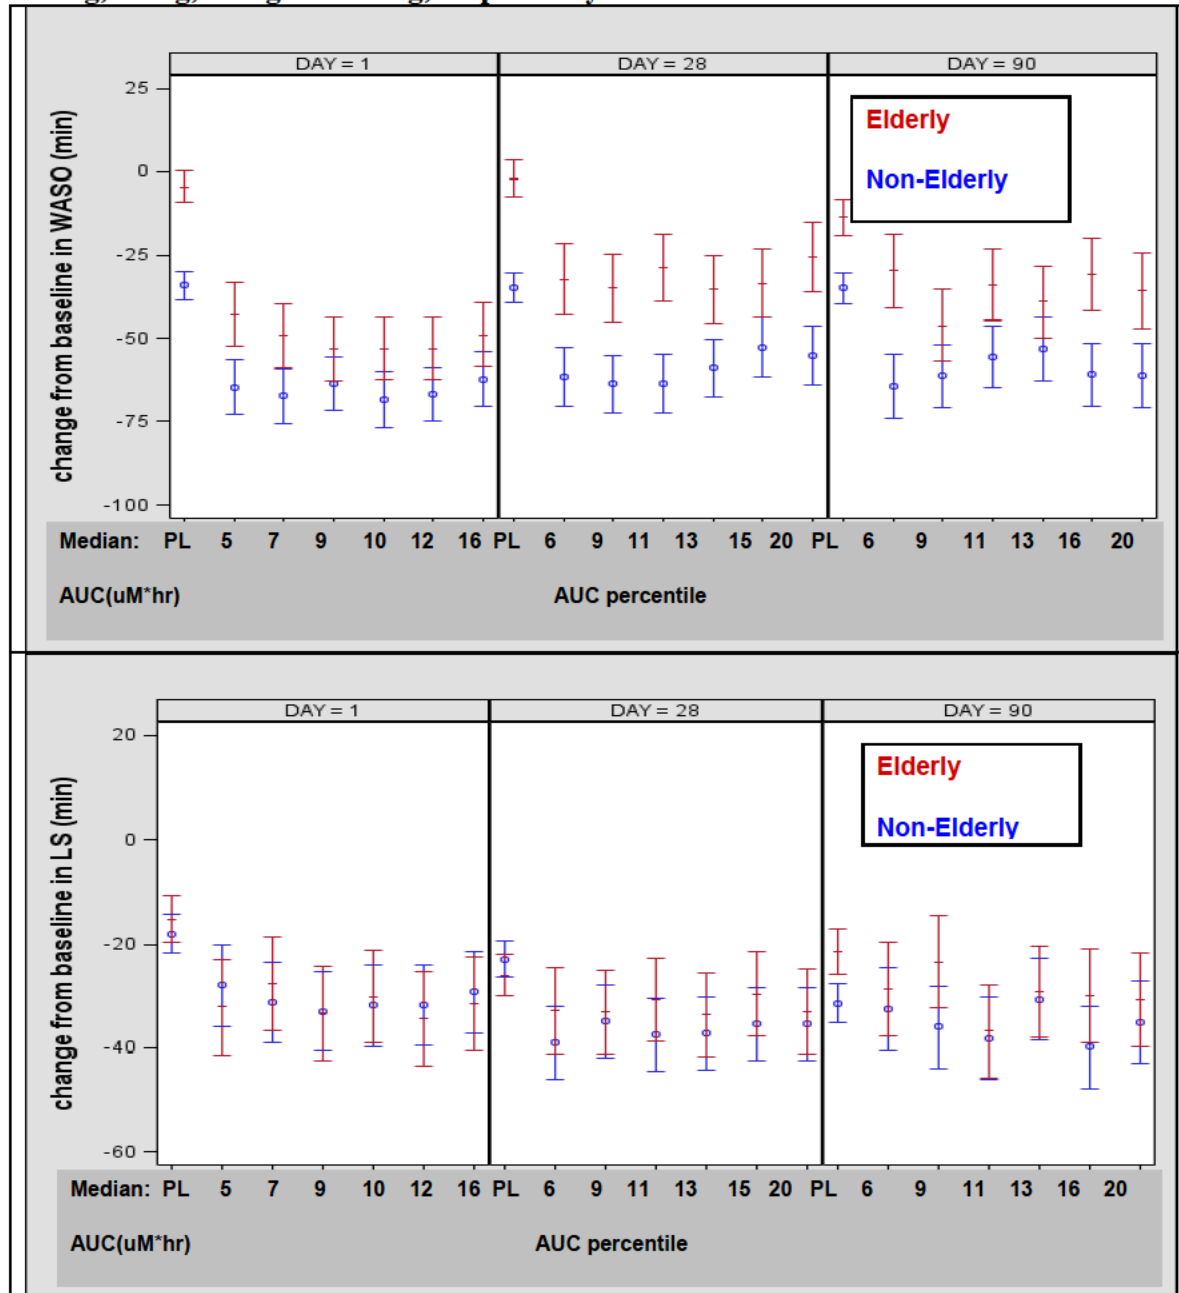 DAY = 1 DAY = 28 DAY = 90
25
0
-25
-50
-75
-100
change from baseline in WASO (min)
Elderly
Non-Elderly
Median: PL 5 7 9 10 12 16 PL 6 9 11 13 15 20 PL 6 9 11 13 16 20
AUC(uM*hr) AUC percentile
DAY = 1 DAY = 28 DAY = 90
20
0
-20
-40
-60
change from baseline in LS (min)
Elderly
Non-Elderly
Median: PL 5 7 9 10 12 16 PL 6 9 11 13 15 20 PL 6 9 11 13 16 20
AUC(uM*hr) AUC percentile